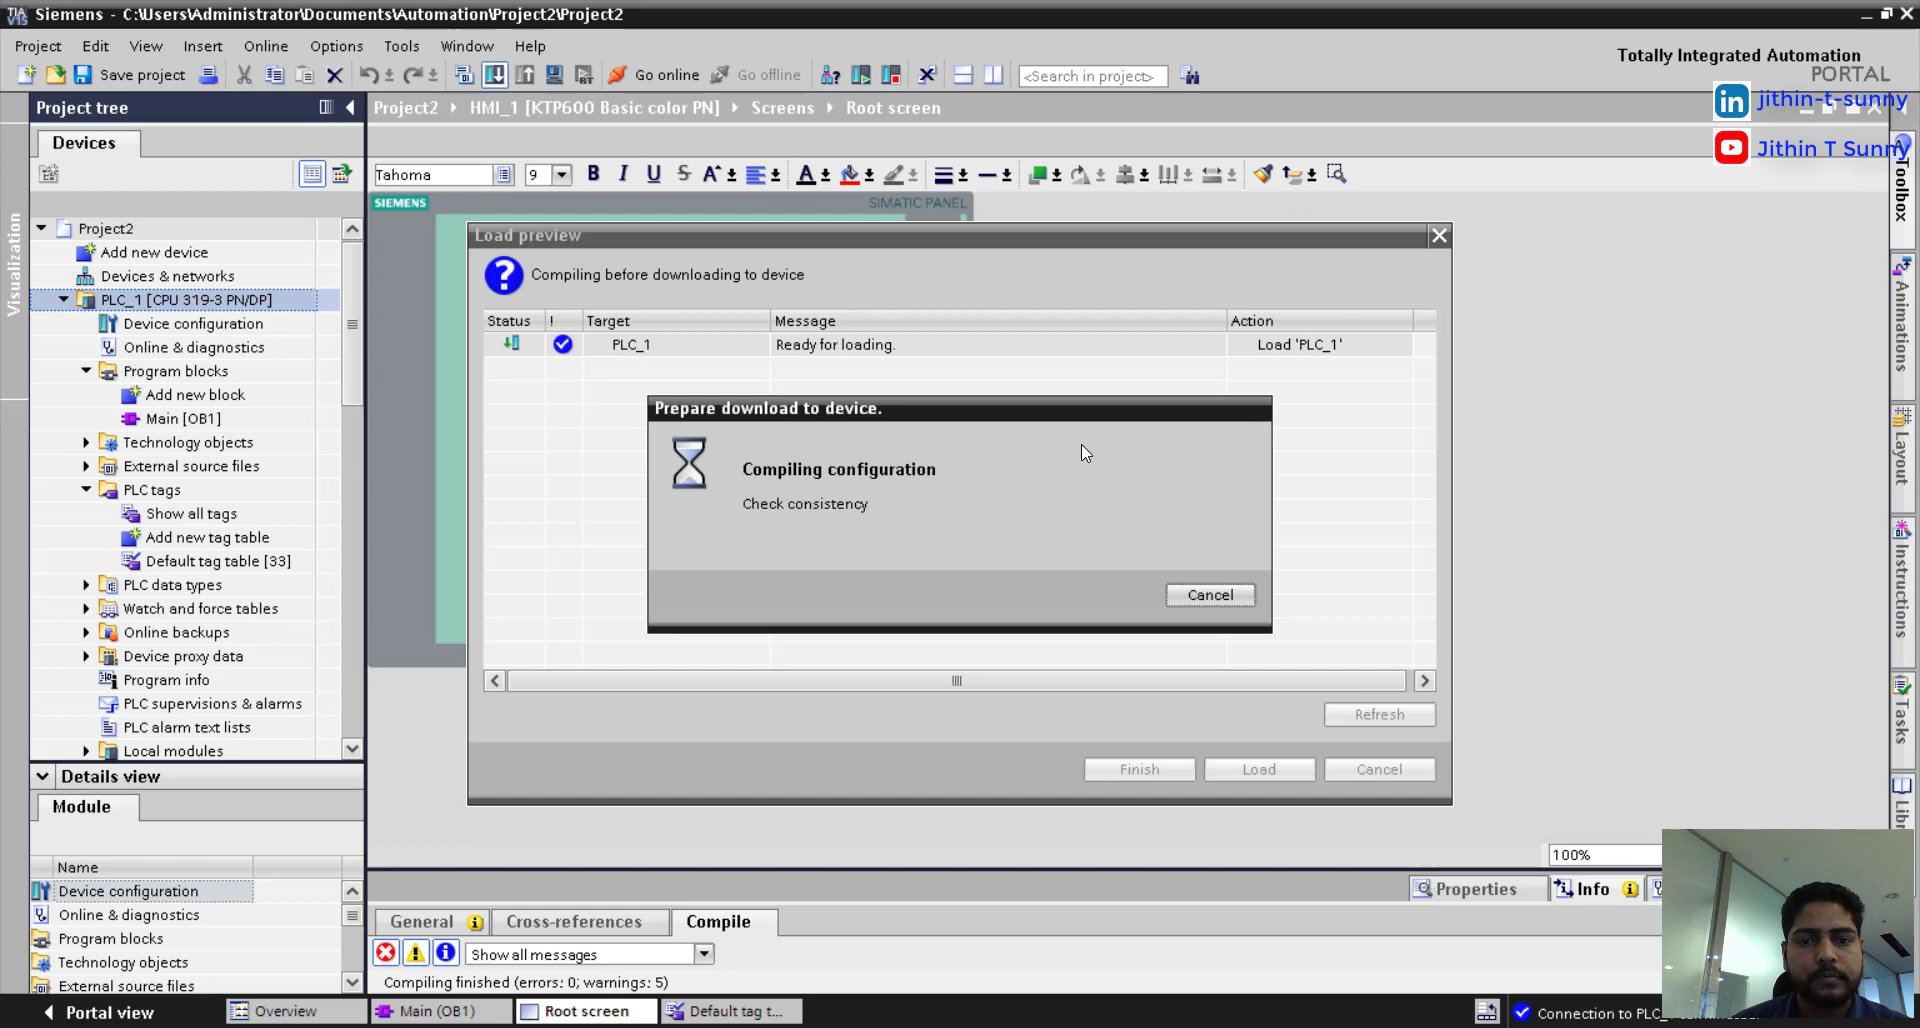 Siemens - C:\Users\Administrator\Documents\Automation\Project2\Project2
Project Edit View Insert Online Options Tools Window Help
Totally Integrated Automation
PORTAL
Save project
Go online
Go offline
<Search in project>
jithin-t-sunny
Jithin T Sunny
Project tree
Project2 HMI_1 [KTP600 Basic color PN] Screens Root screen
Devices
Tahoma 9 B I U S A A
Visualization
SIEMENS SIMATIC PANEL
Project2
Add new device
Devices & networks
PLC_1 [CPU 319-3 PN/DP]
Device configuration
Online & diagnostics
Program blocks
Add new block
Main [OB1]
Technology objects
External source files
PLC tags
Show all tags
Add new tag table
Default tag table [33]
PLC data types
Watch and force tables
Online backups
Device proxy data
Program info
PLC supervisions & alarms
PLC alarm text lists
Local modules
Load preview
Compiling before downloading to device
Status ! Target Message Action
PLC_1 Ready for loading. Load 'PLC_1'
Prepare download to device.
Compiling configuration
Check consistency
Cancel
Refresh
Finish Load Cancel
Toolbox
Animations
Layout
Instructions
Tasks
Details view
Module
Name
Device configuration
Online & diagnostics
Program blocks
Technology objects
External source files
100%
Properties Info
General Cross-references Compile
Show all messages
Compiling finished (errors: 0; warnings: 5)
Portal view Overview Main (OB1) Root screen Default tag t...
Connection to